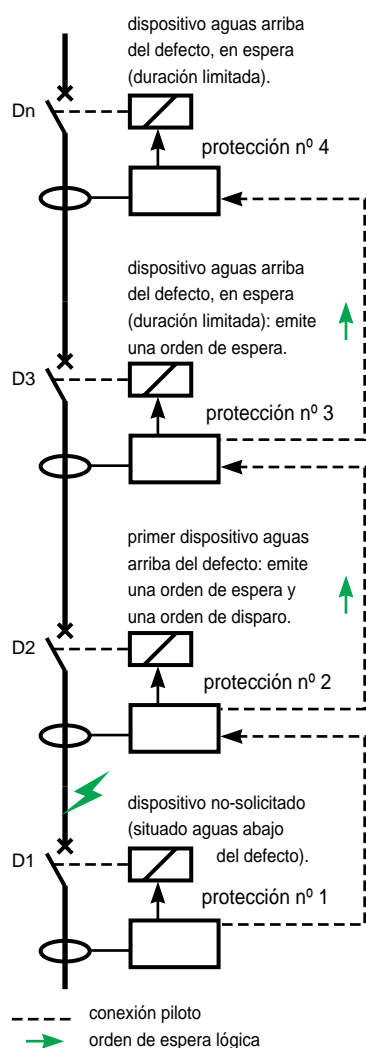 dispositivo aguas arriba
del defecto, en espera
(duración limitada).
Dn
protección nº 4
dispositivo aguas arriba
del defecto, en espera
(duración limitada): emite
una orden de espera.
D3
protección nº 3
primer dispositivo aguas
arriba del defecto: emite
una orden de espera y
una orden de disparo.
D2
protección nº 2
dispositivo no-solicitado
(situado aguas abajo
del defecto).
D1
protección nº 1
conexión piloto
orden de espera lógica